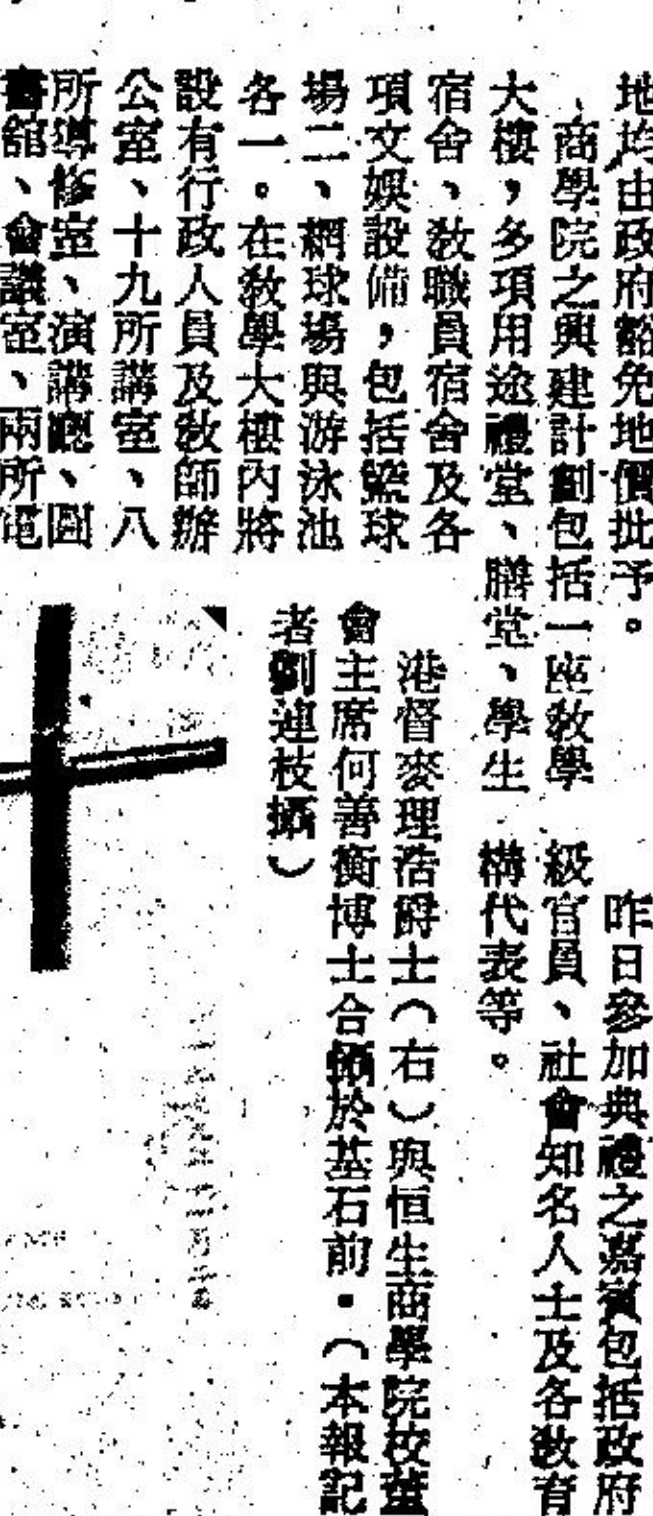 地均由政府豁免地價批予。
商學院之興建計劃包括一座敎學
大樓，多項用途禮堂、膳堂、學生
宿舍、敎職員宿舍及各
項文娛設備，包括籃球
場二、網球場與游泳池
各一。在敎學大樓內將
設有行政人員及敎師辦
公室、十九所講室、八
所導修室、演講廳、圖
書館、會議室、兩所電
昨日參加典禮之嘉賓包括政府
級官員、社會知名人士及各敎育
構代表等。
港督麥理浩爵士（右）與恒生商學院校董
會主席何善衡博士合攝於基石前。（本報記
者劉連枝攝）